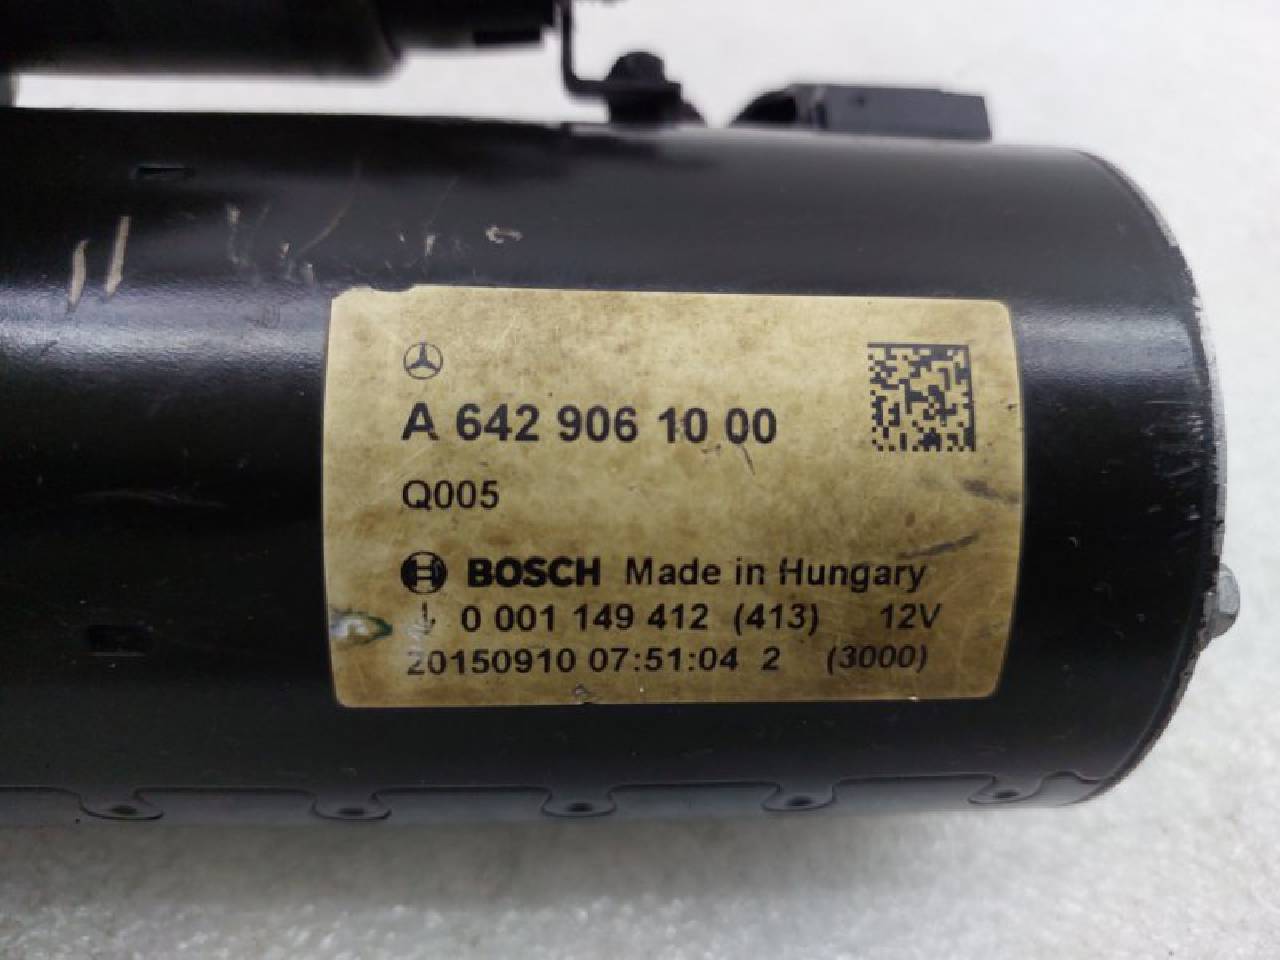 A 642 906 10 00
Q005
BOSCH Made in Hungary
0 001 149 412 (413) 12V
20150910 07:51:04 2 (3000)